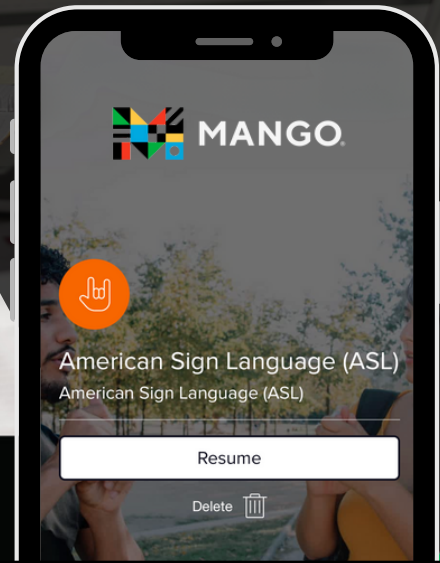 MANGO.
American Sign Language (ASL)
American Sign Language (ASL)
Resume
Delete